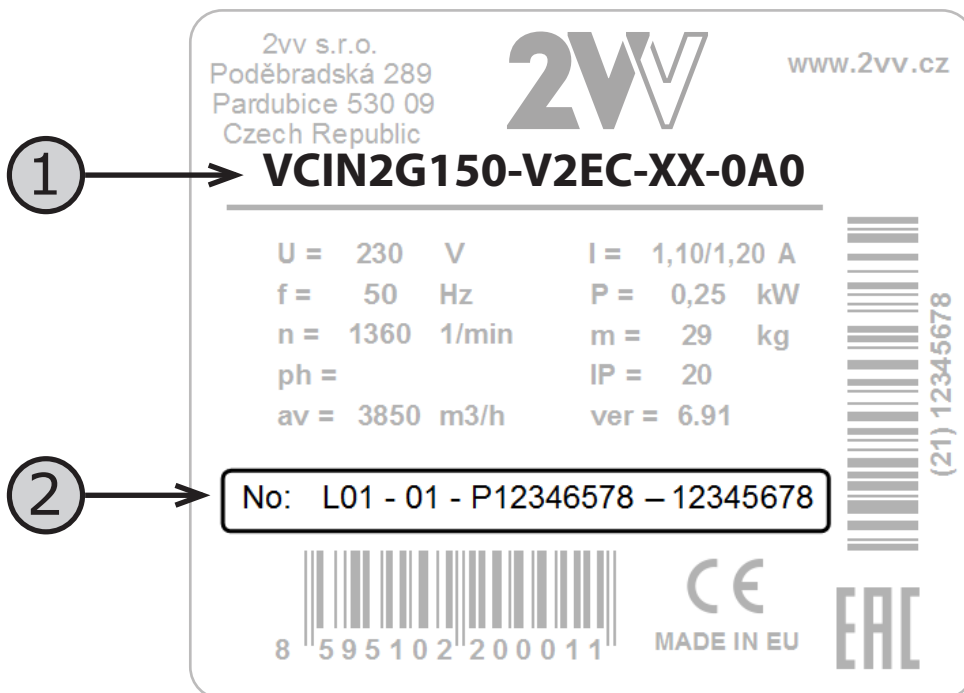 2vv s.r.o.
Poděbradská 289
Pardubice 530 09
Czech Republic
2VV
www.2vv.cz
1
VCIN2G150-V2EC-XX-0A0
U = 230 V I = 1,10/1,20 A
f = 50 Hz P = 0,25 kW
n = 1360 1/min m = 29 kg
ph = IP = 20
av = 3850 m3/h ver = 6.91
(21) 12345678
2
No: L01 - 01 - P12346578 – 12345678
8 595102 200011
CE
MADE IN EU
EAC